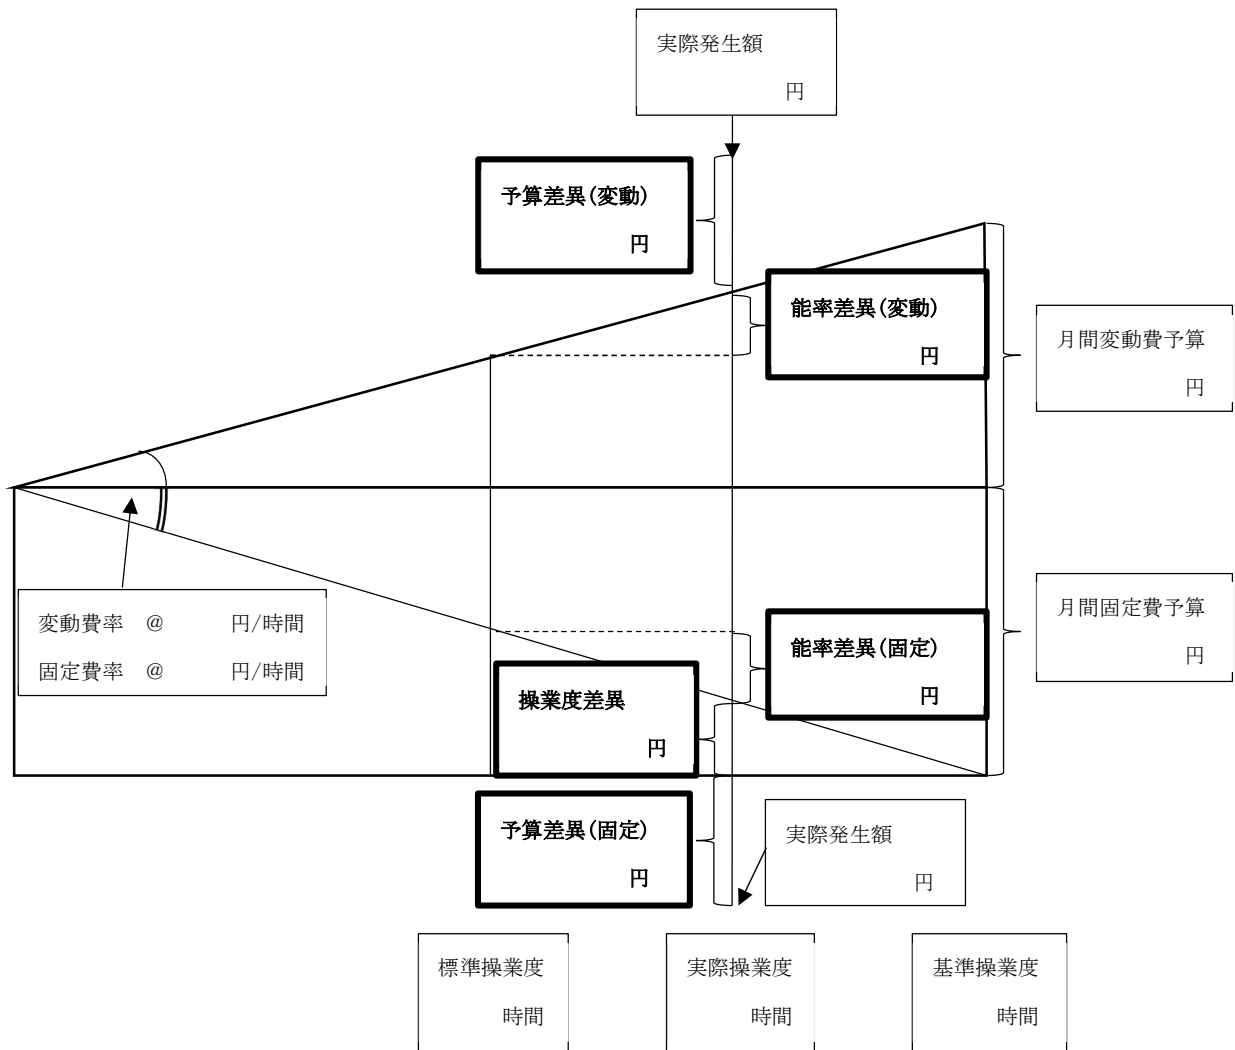 実際発生額
円
予算差異(変動)
円
能率差異(変動)
円
月間変動費予算
円
変動費率 @ 円/時間
固定費率 @ 円/時間
月間固定費予算
円
能率差異(固定)
円
操業度差異
円
予算差異(固定)
円
実際発生額
円
標準操業度
時間
実際操業度
時間
基準操業度
時間